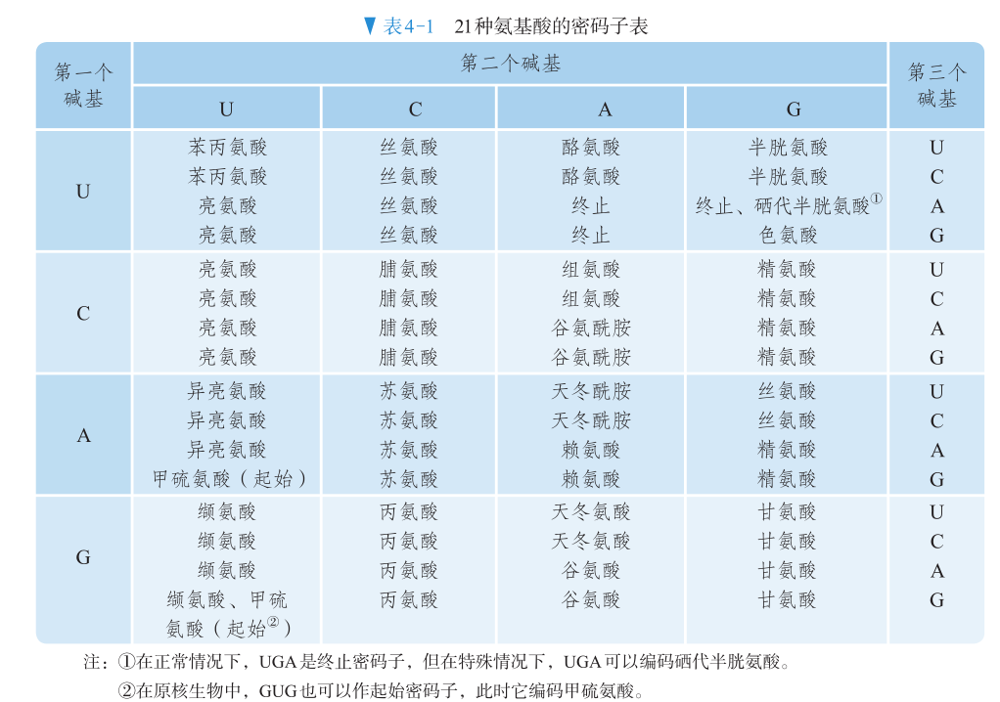 ▼ 表4-1 21种氨基酸的密码子表
第一个碱基 第二个碱基 第三个碱基
U C A G
U 苯丙氨酸 丝氨酸 酪氨酸 半胱氨酸 U
苯丙氨酸 丝氨酸 酪氨酸 半胱氨酸 C
亮氨酸 丝氨酸 终止 终止、硒代半胱氨酸① A
亮氨酸 丝氨酸 终止 色氨酸 G
C 亮氨酸 脯氨酸 组氨酸 精氨酸 U
亮氨酸 脯氨酸 组氨酸 精氨酸 C
亮氨酸 脯氨酸 谷氨酰胺 精氨酸 A
亮氨酸 脯氨酸 谷氨酰胺 精氨酸 G
A 异亮氨酸 苏氨酸 天冬酰胺 丝氨酸 U
异亮氨酸 苏氨酸 天冬酰胺 丝氨酸 C
异亮氨酸 苏氨酸 赖氨酸 精氨酸 A
甲硫氨酸（起始） 苏氨酸 赖氨酸 精氨酸 G
G 缬氨酸 丙氨酸 天冬氨酸 甘氨酸 U
缬氨酸 丙氨酸 天冬氨酸 甘氨酸 C
缬氨酸 丙氨酸 谷氨酸 甘氨酸 A
缬氨酸、甲硫 丙氨酸 谷氨酸 甘氨酸 G
氨酸（起始②）
注：①在正常情况下，UGA是终止密码子，但在特殊情况下，UGA可以编码硒代半胱氨酸。
②在原核生物中，GUG也可以作起始密码子，此时它编码甲硫氨酸。